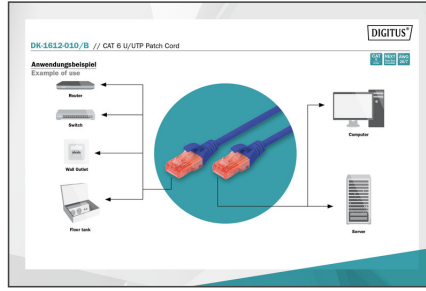 DIGITUS®
DK-1612-010/B // CAT 6 U/UTP Patch Cord
Anwendungsbeispiel
Example of use
Router
Switch
Wall Outlet
Floor tank
Computer
Server